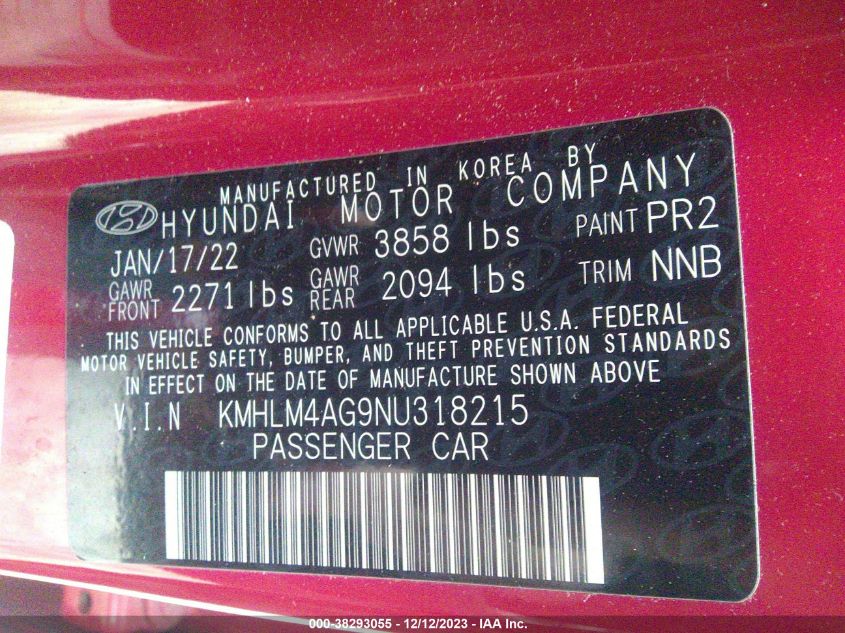 MANUFACTURED IN KOREA BY
HYUNDAI MOTOR COMPANY
JAN/17/22 GVWR 3858 lbs PAINT PR2
GAWR FRONT 2271 lbs GAWR REAR 2094 lbs TRIM NNB
THIS VEHICLE CONFORMS TO ALL APPLICABLE U.S.A. FEDERAL
MOTOR VEHICLE SAFETY, BUMPER, AND THEFT PREVENTION STANDARDS
IN EFFECT ON THE DATE OF MANUFACTURE SHOWN ABOVE
V.I.N KMHLM4AG9NU318215
PASSENGER CAR
000-38293055 - 12/12/2023 - IAA Inc.